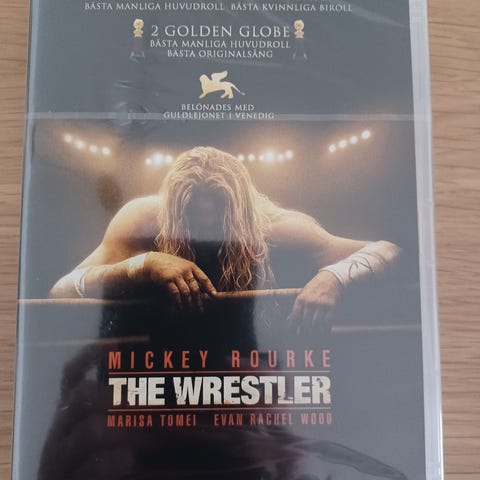 BÄSTA MANLIGA HUVUDROLL BÄSTA KVINNLIGA BIROLL
2 GOLDEN GLOBE
BÄSTA MANLIGA HUVUDROLL
BÄSTA ORIGINALSÅNG
BELÖNADES MED
GULDLEJONET I VENEDIG
MICKEY ROURKE
THE WRESTLER
MARISA TOMEI EVAN RACHEL WOOD